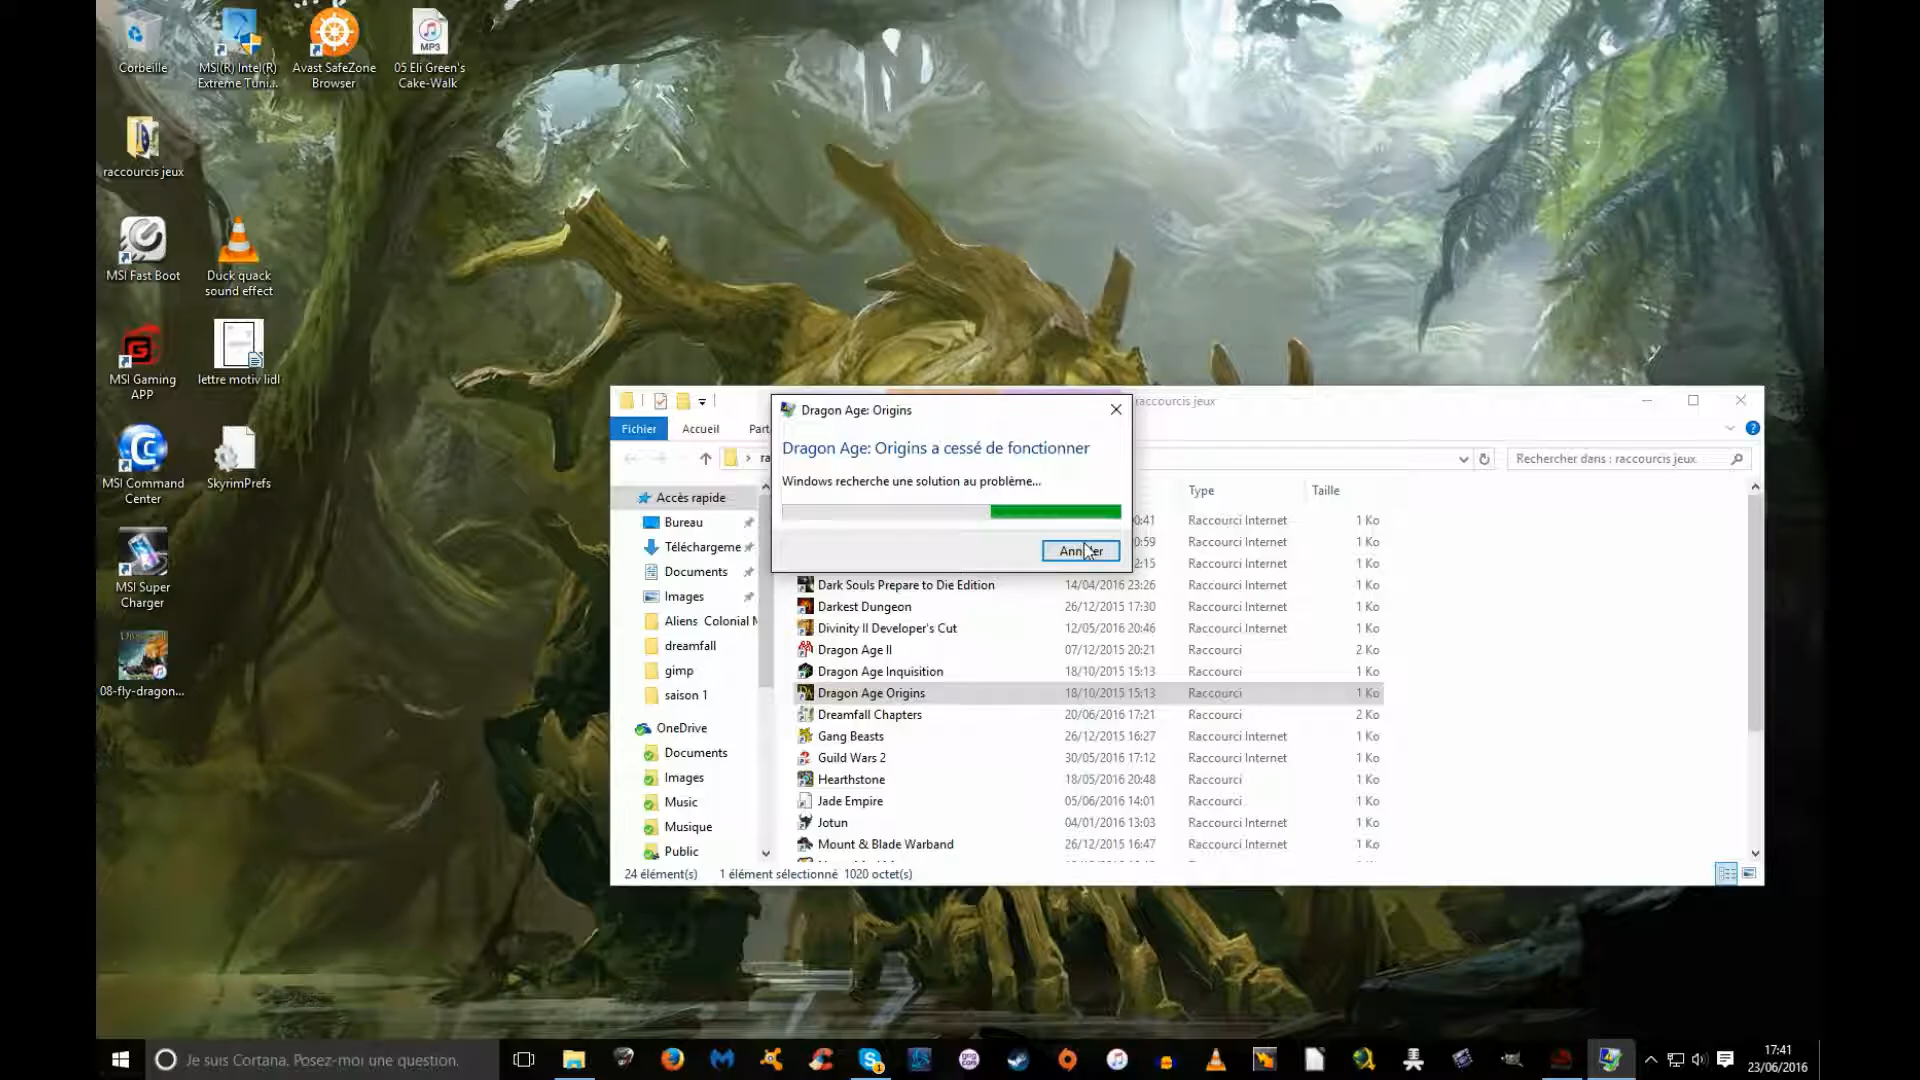 Corbeille
MSI(R) Intel(R)
Extreme Tuni...
Avast SafeZone
Browser
05 Eli Green's
Cake-Walk
MP3
raccourcis jeux
MSI Fast Boot
Duck quack
sound effect
MSI Gaming
APP
lettre motiv lidl
MSI Command
Center
SkyrimPrefs
MSI Super
Charger
08-fly-dragon...
raccourcis jeux
Fichier
Accueil
Part
ra
Rechercher dans : raccourcis jeux
Dragon Age: Origins
Dragon Age: Origins a cessé de fonctionner
Windows recherche une solution au problème...
Accès rapide
Bureau
Téléchargeme
Documents
Images
Aliens Colonial M
dreamfall
gimp
saison 1
OneDrive
Documents
Images
Music
Musique
Public
Type Taille
0:41 Raccourci Internet 1 Ko
0:59 Raccourci Internet 1 Ko
2:15 Raccourci Internet 1 Ko
Dark Souls Prepare to Die Edition 14/04/2016 23:26 Raccourci Internet 1 Ko
Darkest Dungeon 26/12/2015 17:30 Raccourci Internet 1 Ko
Divinity II Developer's Cut 12/05/2016 20:46 Raccourci Internet 1 Ko
Dragon Age II 07/12/2015 20:21 Raccourci 2 Ko
Dragon Age Inquisition 18/10/2015 15:13 Raccourci Internet 1 Ko
Dragon Age Origins 18/10/2015 15:13 Raccourci 1 Ko
Dreamfall Chapters 20/06/2016 17:21 Raccourci 2 Ko
Gang Beasts 26/12/2015 16:27 Raccourci Internet 1 Ko
Guild Wars 2 30/05/2016 17:12 Raccourci Internet 1 Ko
Hearthstone 18/05/2016 20:48 Raccourci 1 Ko
Jade Empire 05/06/2016 14:01 Raccourci 1 Ko
Jotun 04/01/2016 13:03 Raccourci Internet 1 Ko
Mount & Blade Warband 26/12/2015 16:47 Raccourci Internet 1 Ko
24 élément(s) 1 élément sélectionné 1020 octet(s)
Je suis Cortana. Posez-moi une question.
17:41
23/06/2016